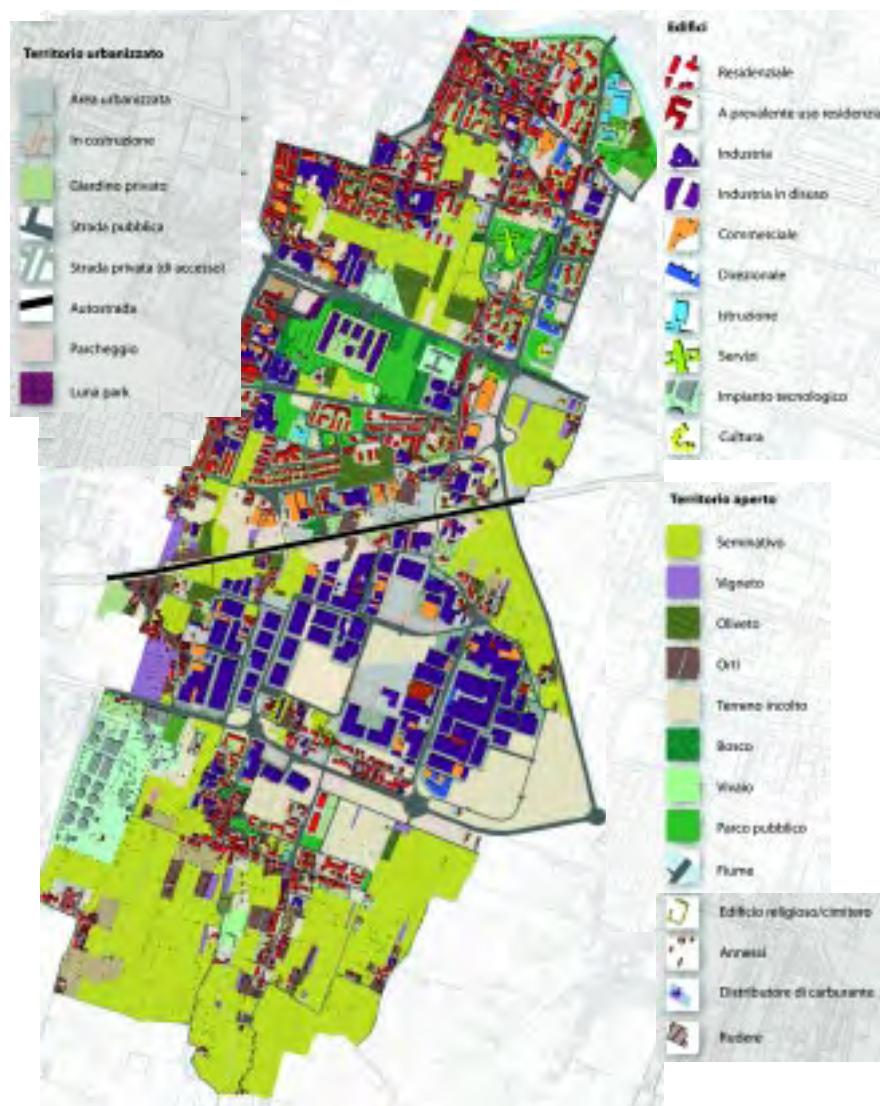 Territorio urbanizzato
Area urbanizzata
In costruzione
Giardino privato
Strada pubblica
Strada privata (di accesso)
Autostrada
Parcheggio
Luna park
Edifici
Residenziale
A prevalente uso residenzia
Industria
Industria in disuso
Commerciale
Direzionale
Istruzione
Servizi
Impianto tecnologico
Cultura
Territorio aperto
Seminativo
Vigneto
Oliveto
Orti
Terreno incolto
Bosco
Vivaio
Parco pubblico
Fiume
Edificio religioso/cimitero
Annessi
Distributore di carburante
Rudere